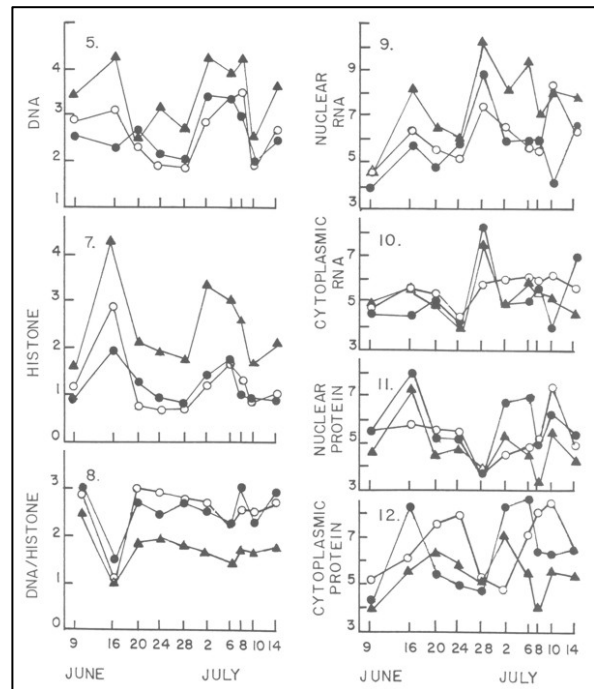 5.
4
3
2
1
DNA
7.
4
3
2
1
0
HISTONE
8.
3
2
1
0
DNA/HISTONE
9 16 20 24 28 2 6 10 14
JUNE JULY
9.
9
7
5
3
NUCLEAR
RNA
10.
7
5
3
CYTOPLASMIC
RNA
11.
7
5
3
NUCLEAR
PROTEIN
12.
7
5
3
CYTOPLASMIC
PROTEIN
9 16 20 24 28 2 6 8 10 14
JUNE JULY